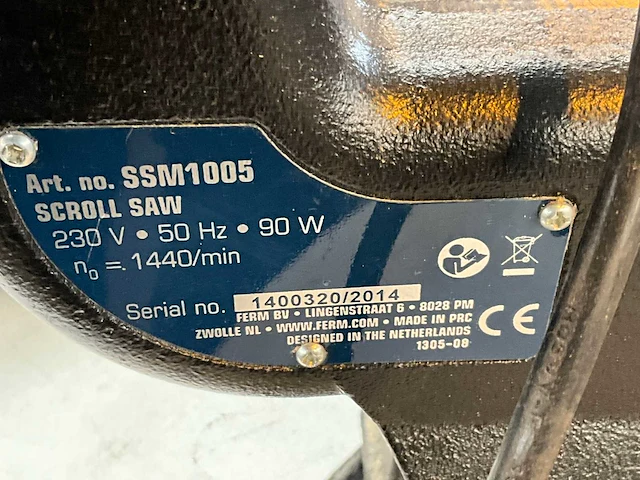 Art. no. SSM1005
SCROLL SAW
230 V • 50 Hz • 90 W
n₀ = 1440/min
Serial no. 1400320/2014
FERM BV • LINGENSTRAAT 6 • 8028 PM
ZWOLLE NL • WWW.FERM.COM • MADE IN PRC
DESIGNED IN THE NETHERLANDS
1305-08
CE